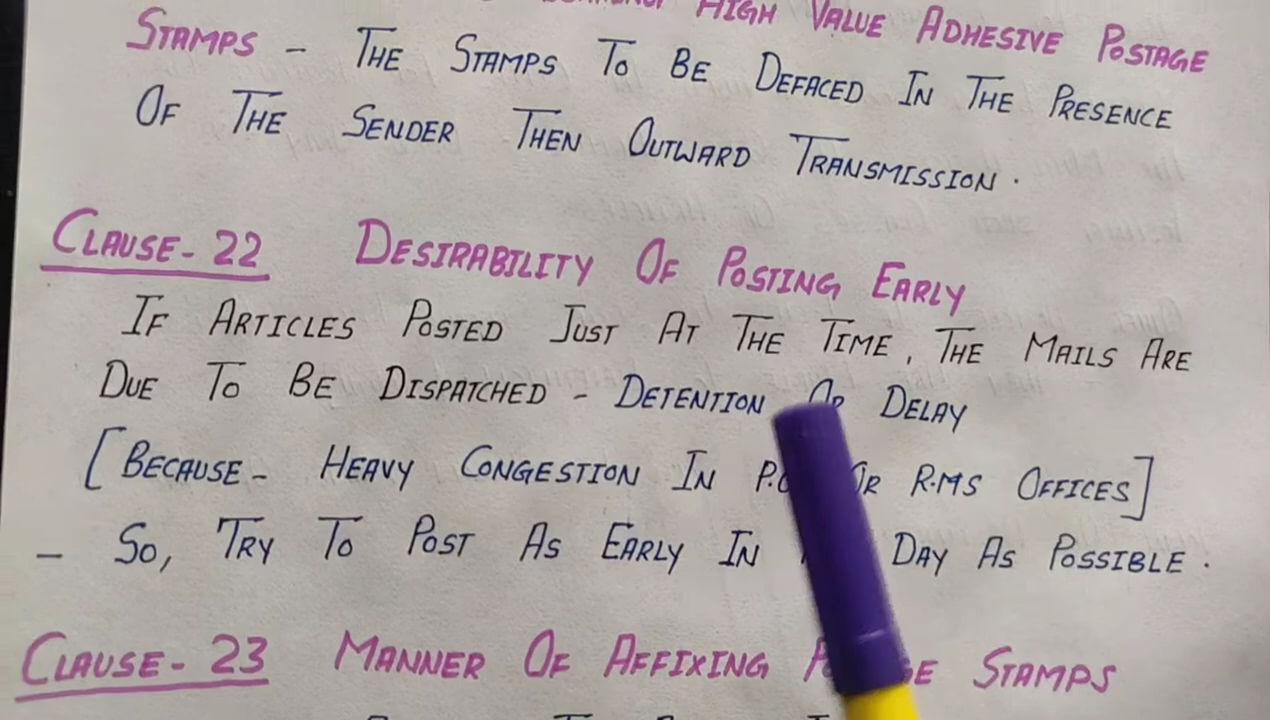 HIGH VALUE ADHESIVE POSTAGE
STAMPS - THE STAMPS TO BE DEFACED IN THE PRESENCE
OF THE SENDER THEN OUTWARD TRANSMISSION.
CLAUSE-22 DESIRABILITY OF POSTING EARLY
IF ARTICLES POSTED JUST AT THE TIME, THE MAILS ARE
DUE TO BE DISPATCHED - DETENTION OR DELAY
[BECAUSE- HEAVY CONGESTION IN P.O OR R.M.S OFFICES]
- SO, TRY TO POST AS EARLY IN DAY AS POSSIBLE.
CLAUSE-23 MANNER OF AFFIXING STAMPS